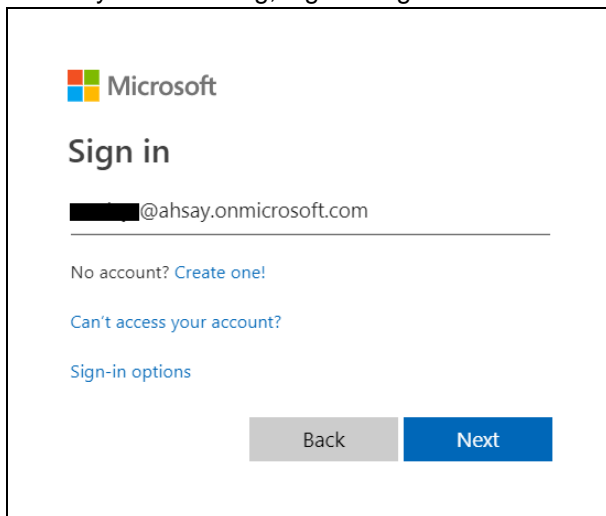 Microsoft
Sign in
@ahsay.onmicrosoft.com
No account? Create one!
Can't access your account?
Sign-in options
Back
Next